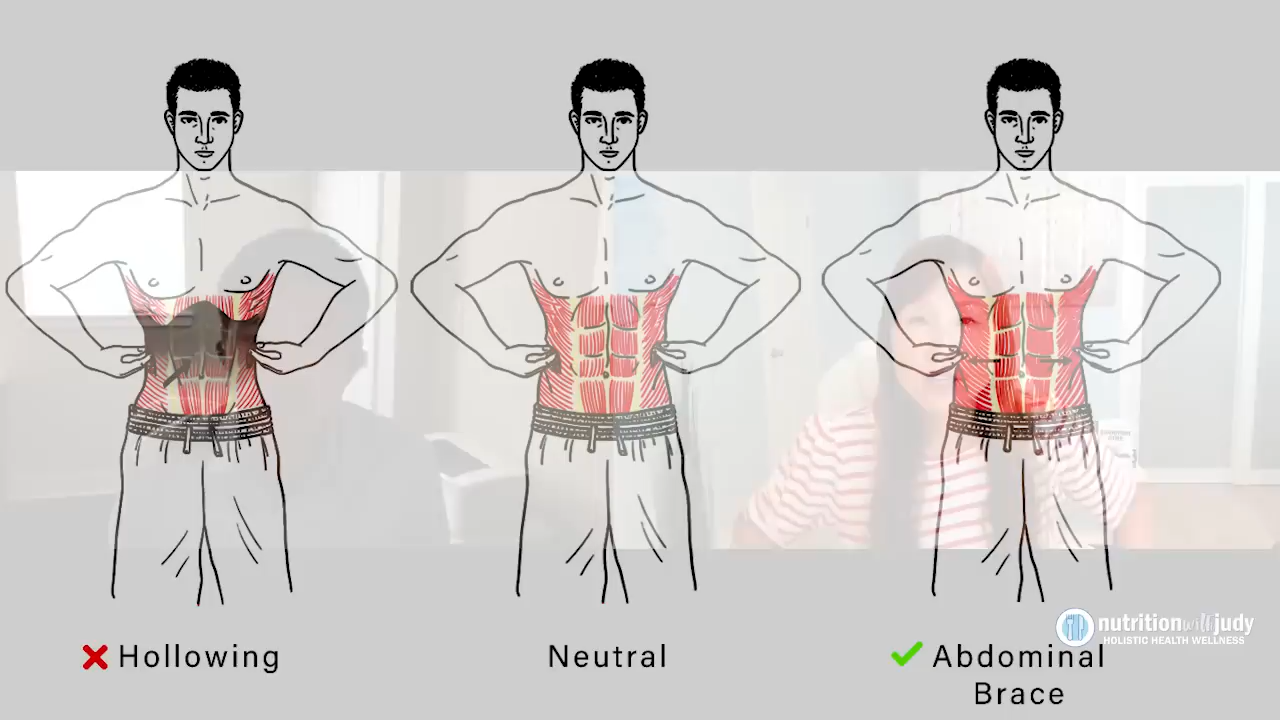 nutritionwithjudy
HOLISTIC HEALTH WELLNESS
Hollowing
Neutral
Abdominal
Brace